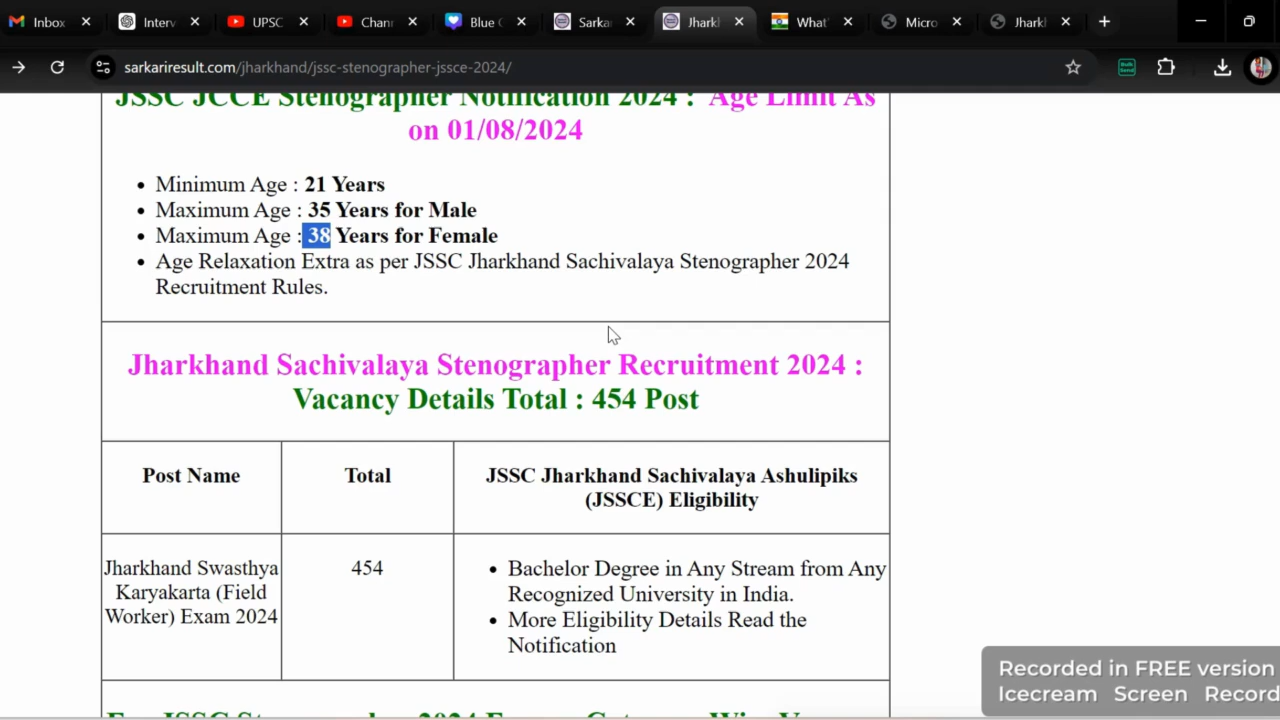 Inbox
Interv
UPSC
Chann
Blue
Sarka
Jharkh
What'
Micro
Jharkh
sarkariresult.com/jharkhand/jssc-stenographer-jssce-2024/
JSSC JCCE Stenographer Notification 2024 : Age Limit As
on 01/08/2024
• Minimum Age : 21 Years
• Maximum Age : 35 Years for Male
• Maximum Age : 38 Years for Female
• Age Relaxation Extra as per JSSC Jharkhand Sachivalaya Stenographer 2024
Recruitment Rules.
Jharkhand Sachivalaya Stenographer Recruitment 2024 :
Vacancy Details Total : 454 Post
Post Name
Total
JSSC Jharkhand Sachivalaya Ashulipiks
(JSSCE) Eligibility
Jharkhand Swasthya
Karyakarta (Field
Worker) Exam 2024
454
• Bachelor Degree in Any Stream from Any
Recognized University in India.
• More Eligibility Details Read the
Notification
Recorded in FREE version
Icecream Screen Record